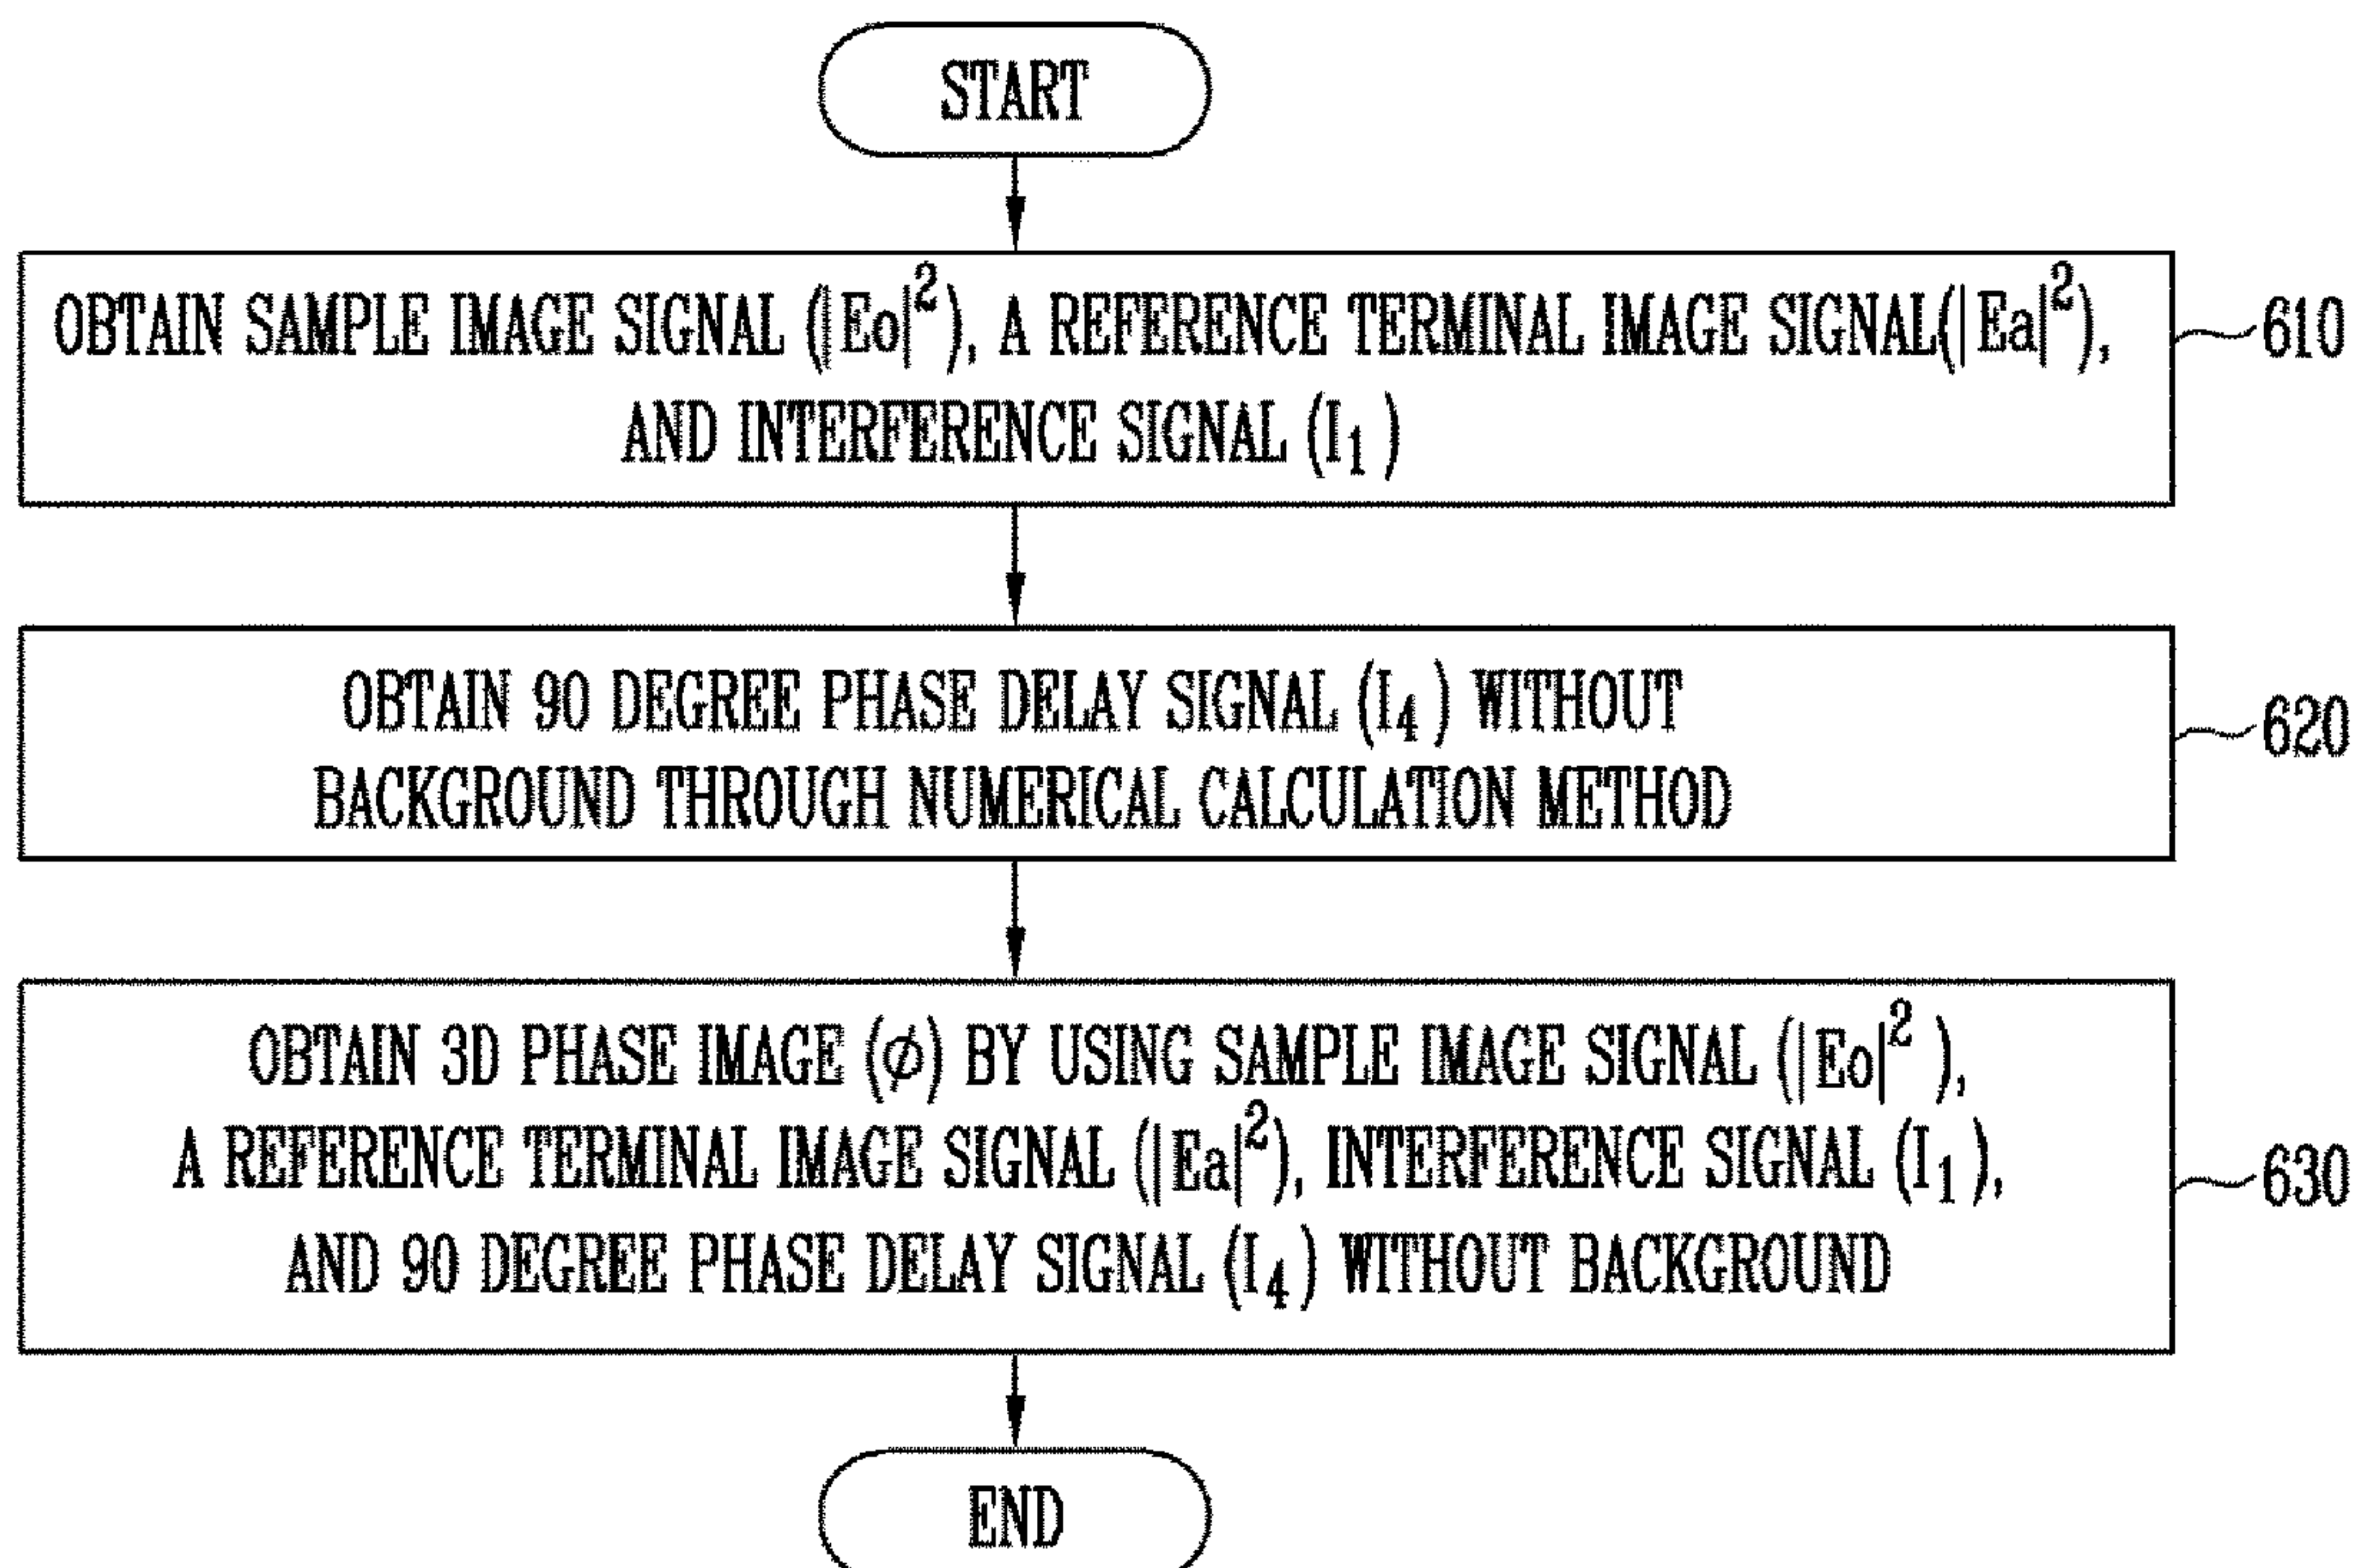 START
OBTAIN SAMPLE IMAGE SIGNAL (|Eo|²), A REFERENCE TERMINAL IMAGE SIGNAL(|Ea|²),
AND INTERFERENCE SIGNAL (I₁)
610
OBTAIN 90 DEGREE PHASE DELAY SIGNAL (I₄) WITHOUT
BACKGROUND THROUGH NUMERICAL CALCULATION METHOD
620
OBTAIN 3D PHASE IMAGE (ϕ) BY USING SAMPLE IMAGE SIGNAL (|Eo|²),
A REFERENCE TERMINAL IMAGE SIGNAL (|Ea|²), INTERFERENCE SIGNAL (I₁),
AND 90 DEGREE PHASE DELAY SIGNAL (I₄) WITHOUT BACKGROUND
630
END